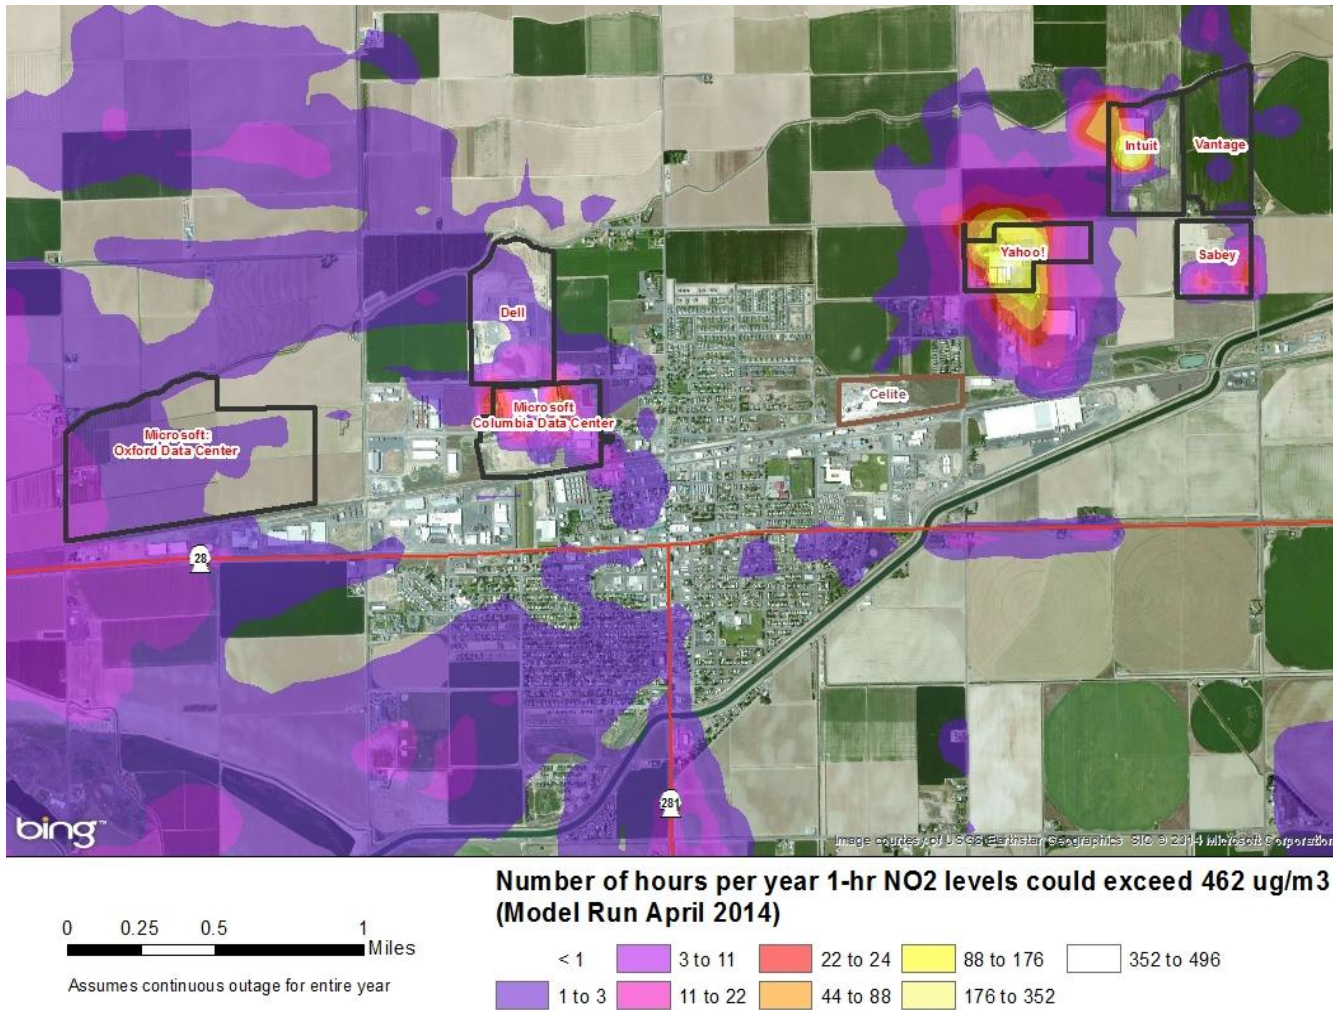 Intuit
Vantage
Yahoo!
Sabey
Dell
Celite
Microsoft
Columbia Data Center
Microsoft:
Oxford Data Center
28
281
bing™
Image courtesy of USGS Earthstar Geographics SIO © 2014 Microsoft Corporation
Number of hours per year 1-hr NO2 levels could exceed 462 ug/m3
(Model Run April 2014)
0 0.25 0.5 1
Miles
Assumes continuous outage for entire year
< 1 3 to 11 22 to 24 88 to 176 352 to 496
1 to 3 11 to 22 44 to 88 176 to 352